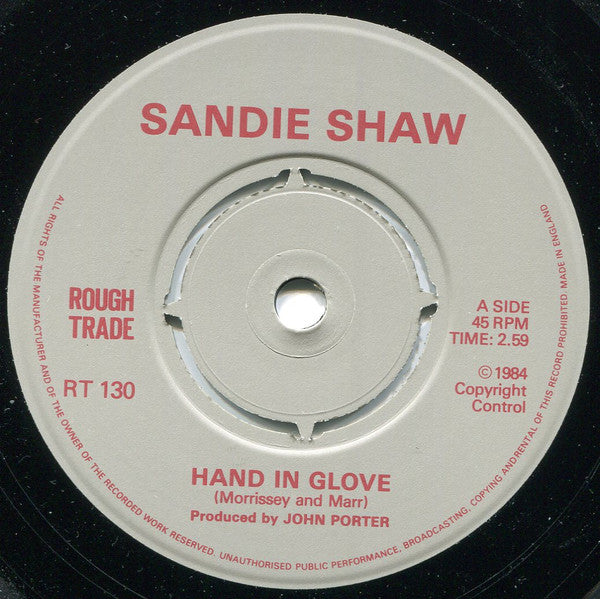 SANDIE SHAW
ROUGH
TRADE
RT 130
A SIDE
45 RPM
TIME: 2.59
©1984
Copyright
Control
HAND IN GLOVE
(Morrissey and Marr)
Produced by JOHN PORTER
ALL RIGHTS OF THE MANUFACTURER AND OF THE OWNER OF THE RECORDED WORK RESERVED. UNAUTHORISED PUBLIC PERFORMANCE, BROADCASTING, COPYING ANDRENTAL OF THIS RECORD PROHIBITED. MADE IN ENGLAND